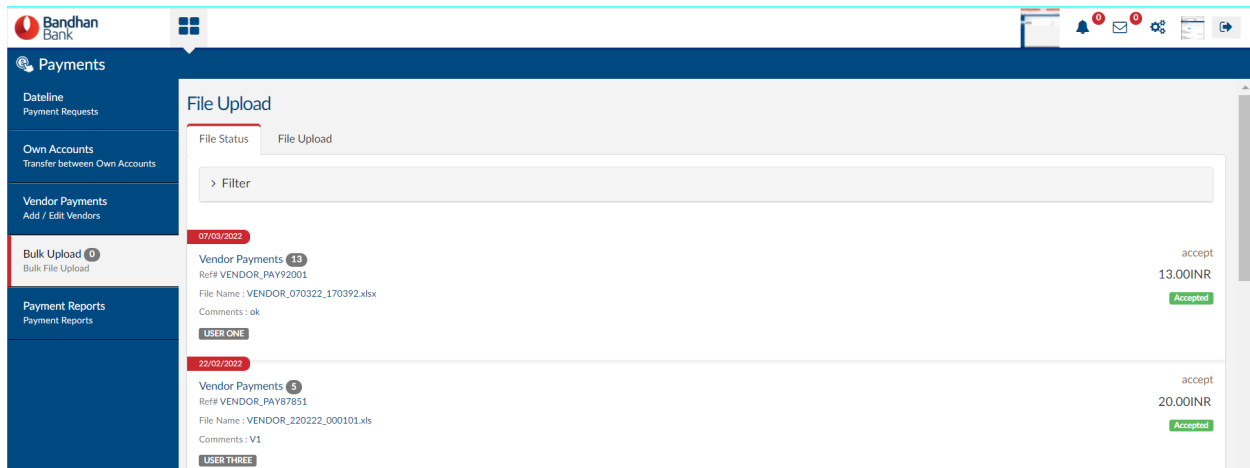 Bandhan
Bank
0
0
Payments
Dateline
Payment Requests
Own Accounts
Transfer between Own Accounts
Vendor Payments
Add / Edit Vendors
Bulk Upload 0
Bulk File Upload
Payment Reports
Payment Reports
File Upload
File Status File Upload
> Filter
07/03/2022
Vendor Payments 13
Ref# VENDOR_PAY92001
File Name : VENDOR_070322_170392.xlsx
Comments : ok
USER ONE
accept
13.00INR
Accepted
22/02/2022
Vendor Payments 5
Ref# VENDOR_PAY87851
File Name : VENDOR_220222_000101.xls
Comments : V1
USER THREE
accept
20.00INR
Accepted